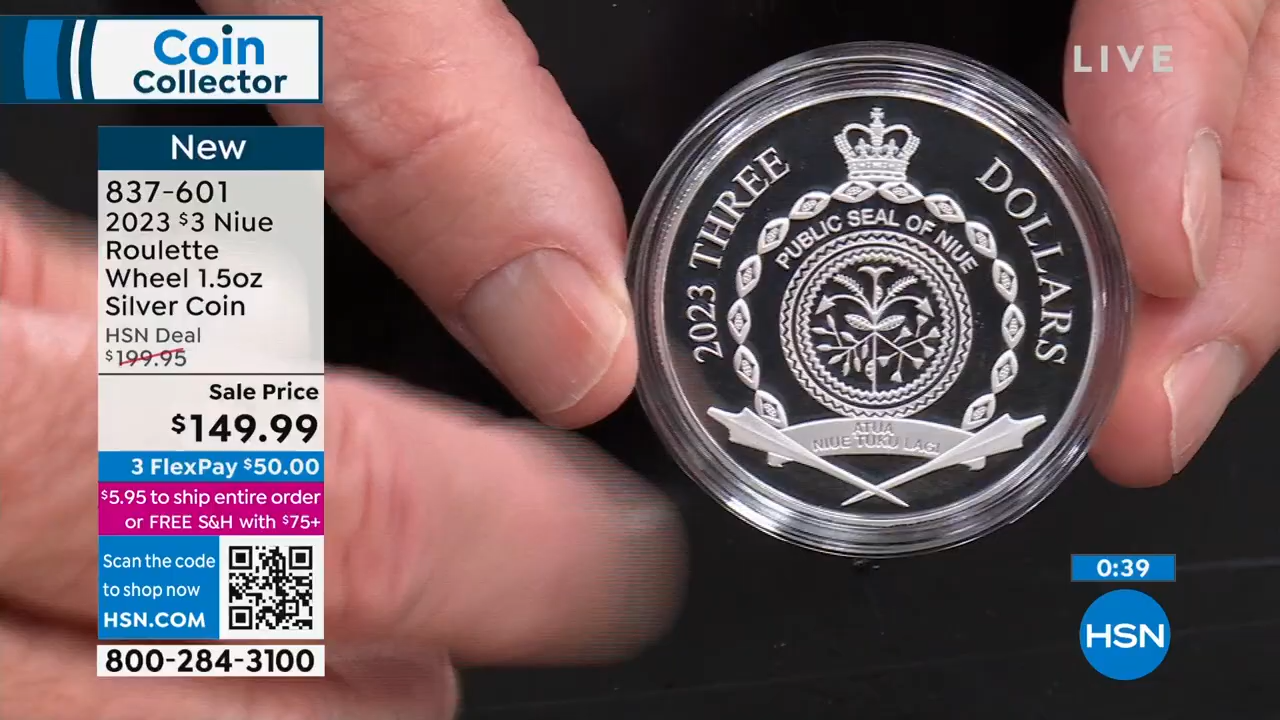 Coin
Collector
LIVE
New
837-601
2023 $3 Niue
Roulette
Wheel 1.5oz
Silver Coin
HSN Deal
$199.95
Sale Price
$149.99
3 FlexPay $50.00
$5.95 to ship entire order
or FREE S&H with $75+
Scan the code
to shop now
HSN.COM
800-284-3100
2023 THREE DOLLARS
PUBLIC SEAL OF NIUE
ATUA
NIUE TUKU LAGI
0:39
HSN